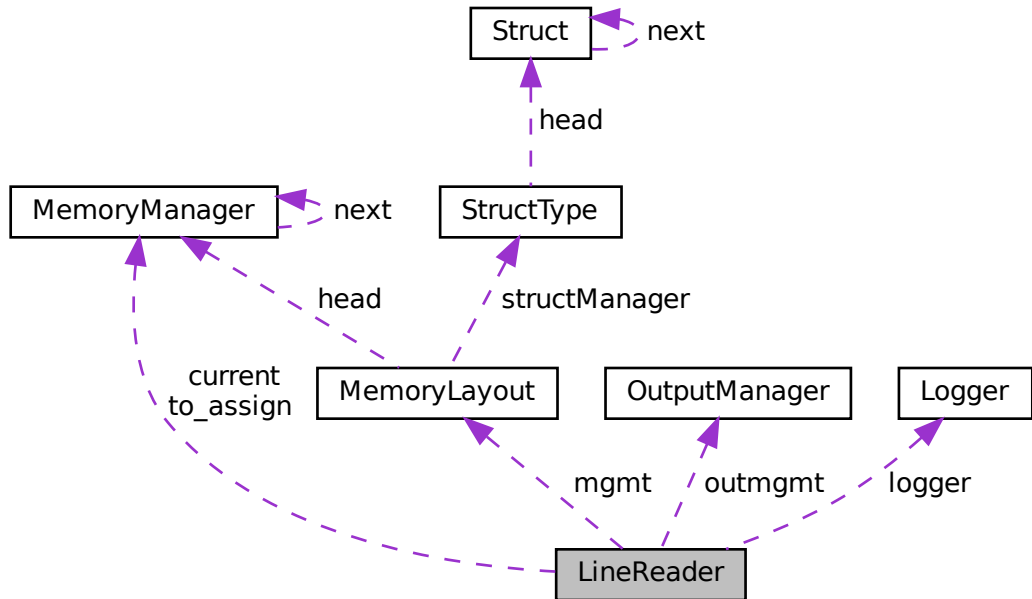 Struct
next
head
MemoryManager
next
StructType
head
structManager
current
to_assign
MemoryLayout
OutputManager
Logger
mgmt
outmgmt
logger
LineReader